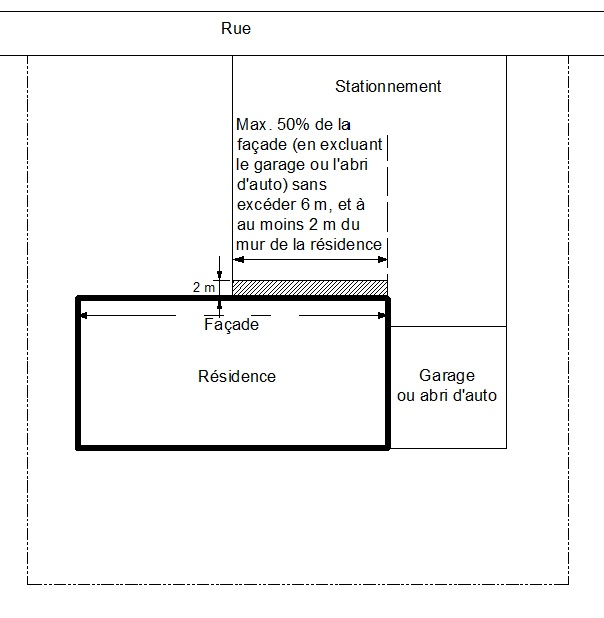 Rue
Stationnement
Max. 50% de la
façade (en excluant
le garage ou l'abri
d'auto) sans
excéder 6 m, et à
au moins 2 m du
mur de la résidence
2 m
Façade
Résidence
Garage
ou abri d'auto